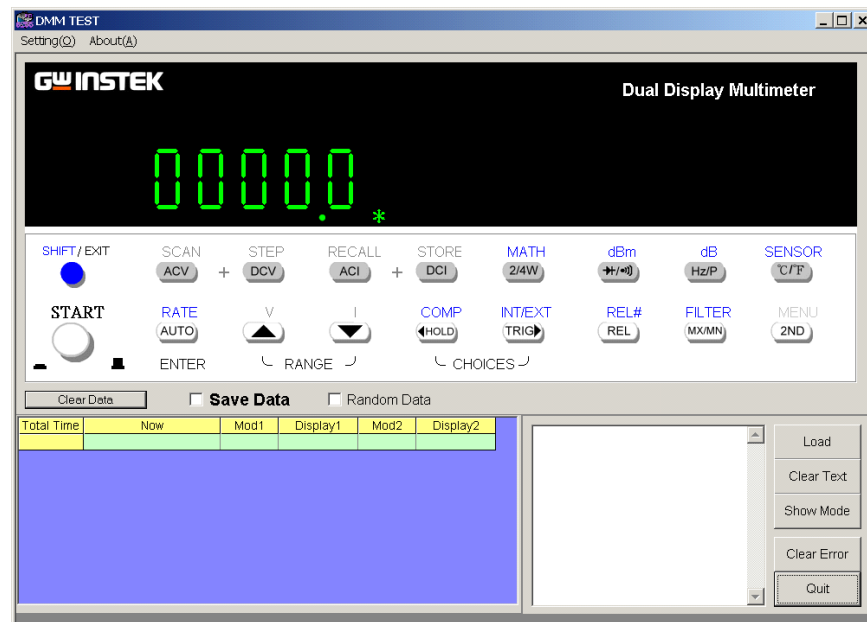 DMM TEST
Setting(O) About(A)
GW INSTEK
Dual Display Multimeter
0000.0 *
SHIFT / EXIT SCAN STEP RECALL STORE MATH dBm dB SENSOR
ACV + DCV ACI + DCI 2/4W Hz/P °C/°F
START RATE V I COMP INT/EXT REL# FILTER MENU
AUTO HOLD TRIG REL MX/MN 2ND
ENTER RANGE CHOICES
Clear Data Save Data Random Data
Total Time Now Mod1 Display1 Mod2 Display2
Load
Clear Text
Show Mode
Clear Error
Quit